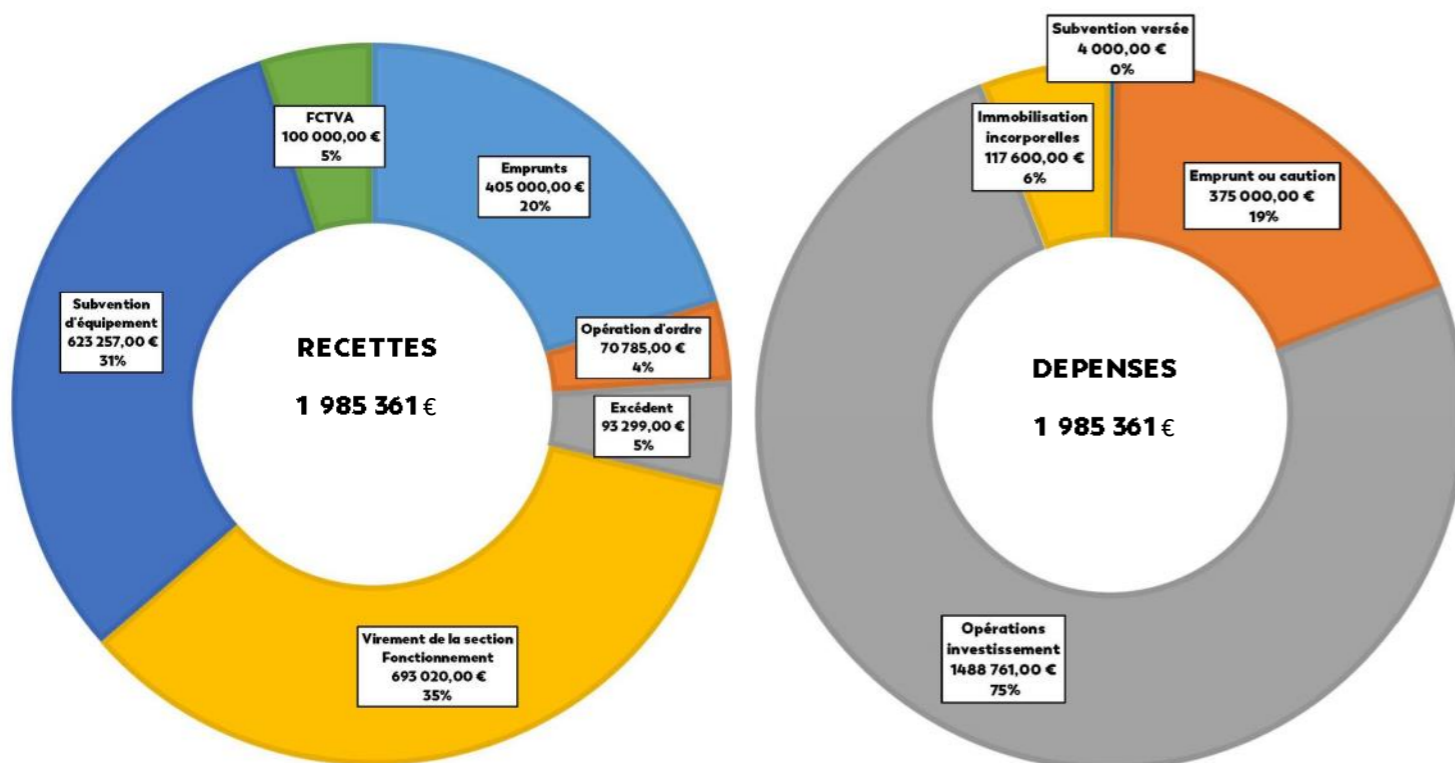 FCTVA
100 000,00 €
5%
Emprunts
405 000,00 €
20%
Subvention
d'équipement
623 257,00 €
31%
RECETTES
1 985 361 €
Opération d'ordre
70 785,00 €
4%
Excédent
93 299,00 €
5%
Virement de la section
Fonctionnement
693 020,00 €
35%
Subvention versée
4 000,00 €
0%
Immobilisation
incorporelles
117 600,00 €
6%
Emprunt ou caution
375 000,00 €
19%
DEPENSES
1 985 361 €
Opérations
investissement
1488 761,00 €
75%